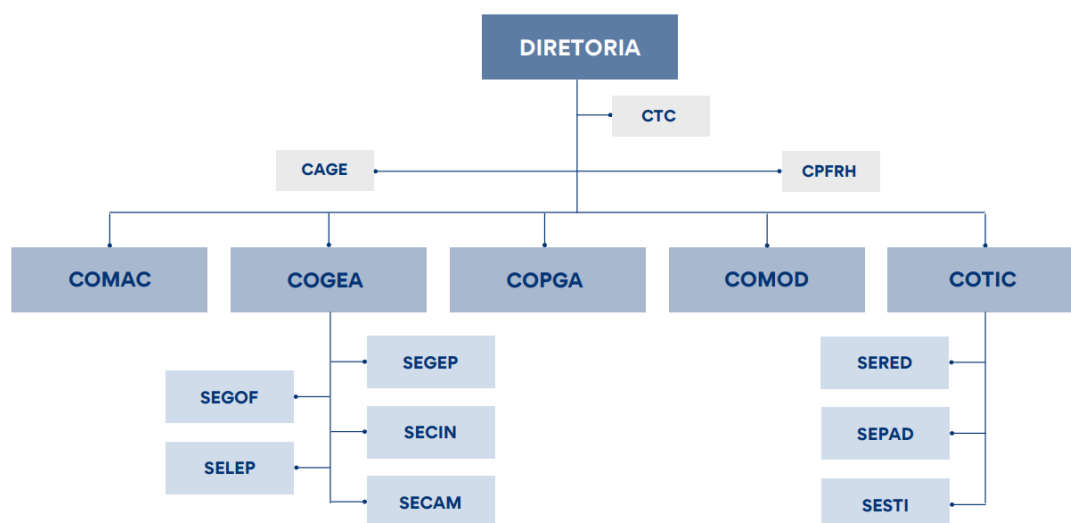 DIRETORIA
CTC
CAGE
CPFRH
COMAC
COGEA
COPGA
COMOD
COTIC
SEGEP
SERED
SEGOF
SECIN
SEPAD
SELEP
SECAM
SESTI